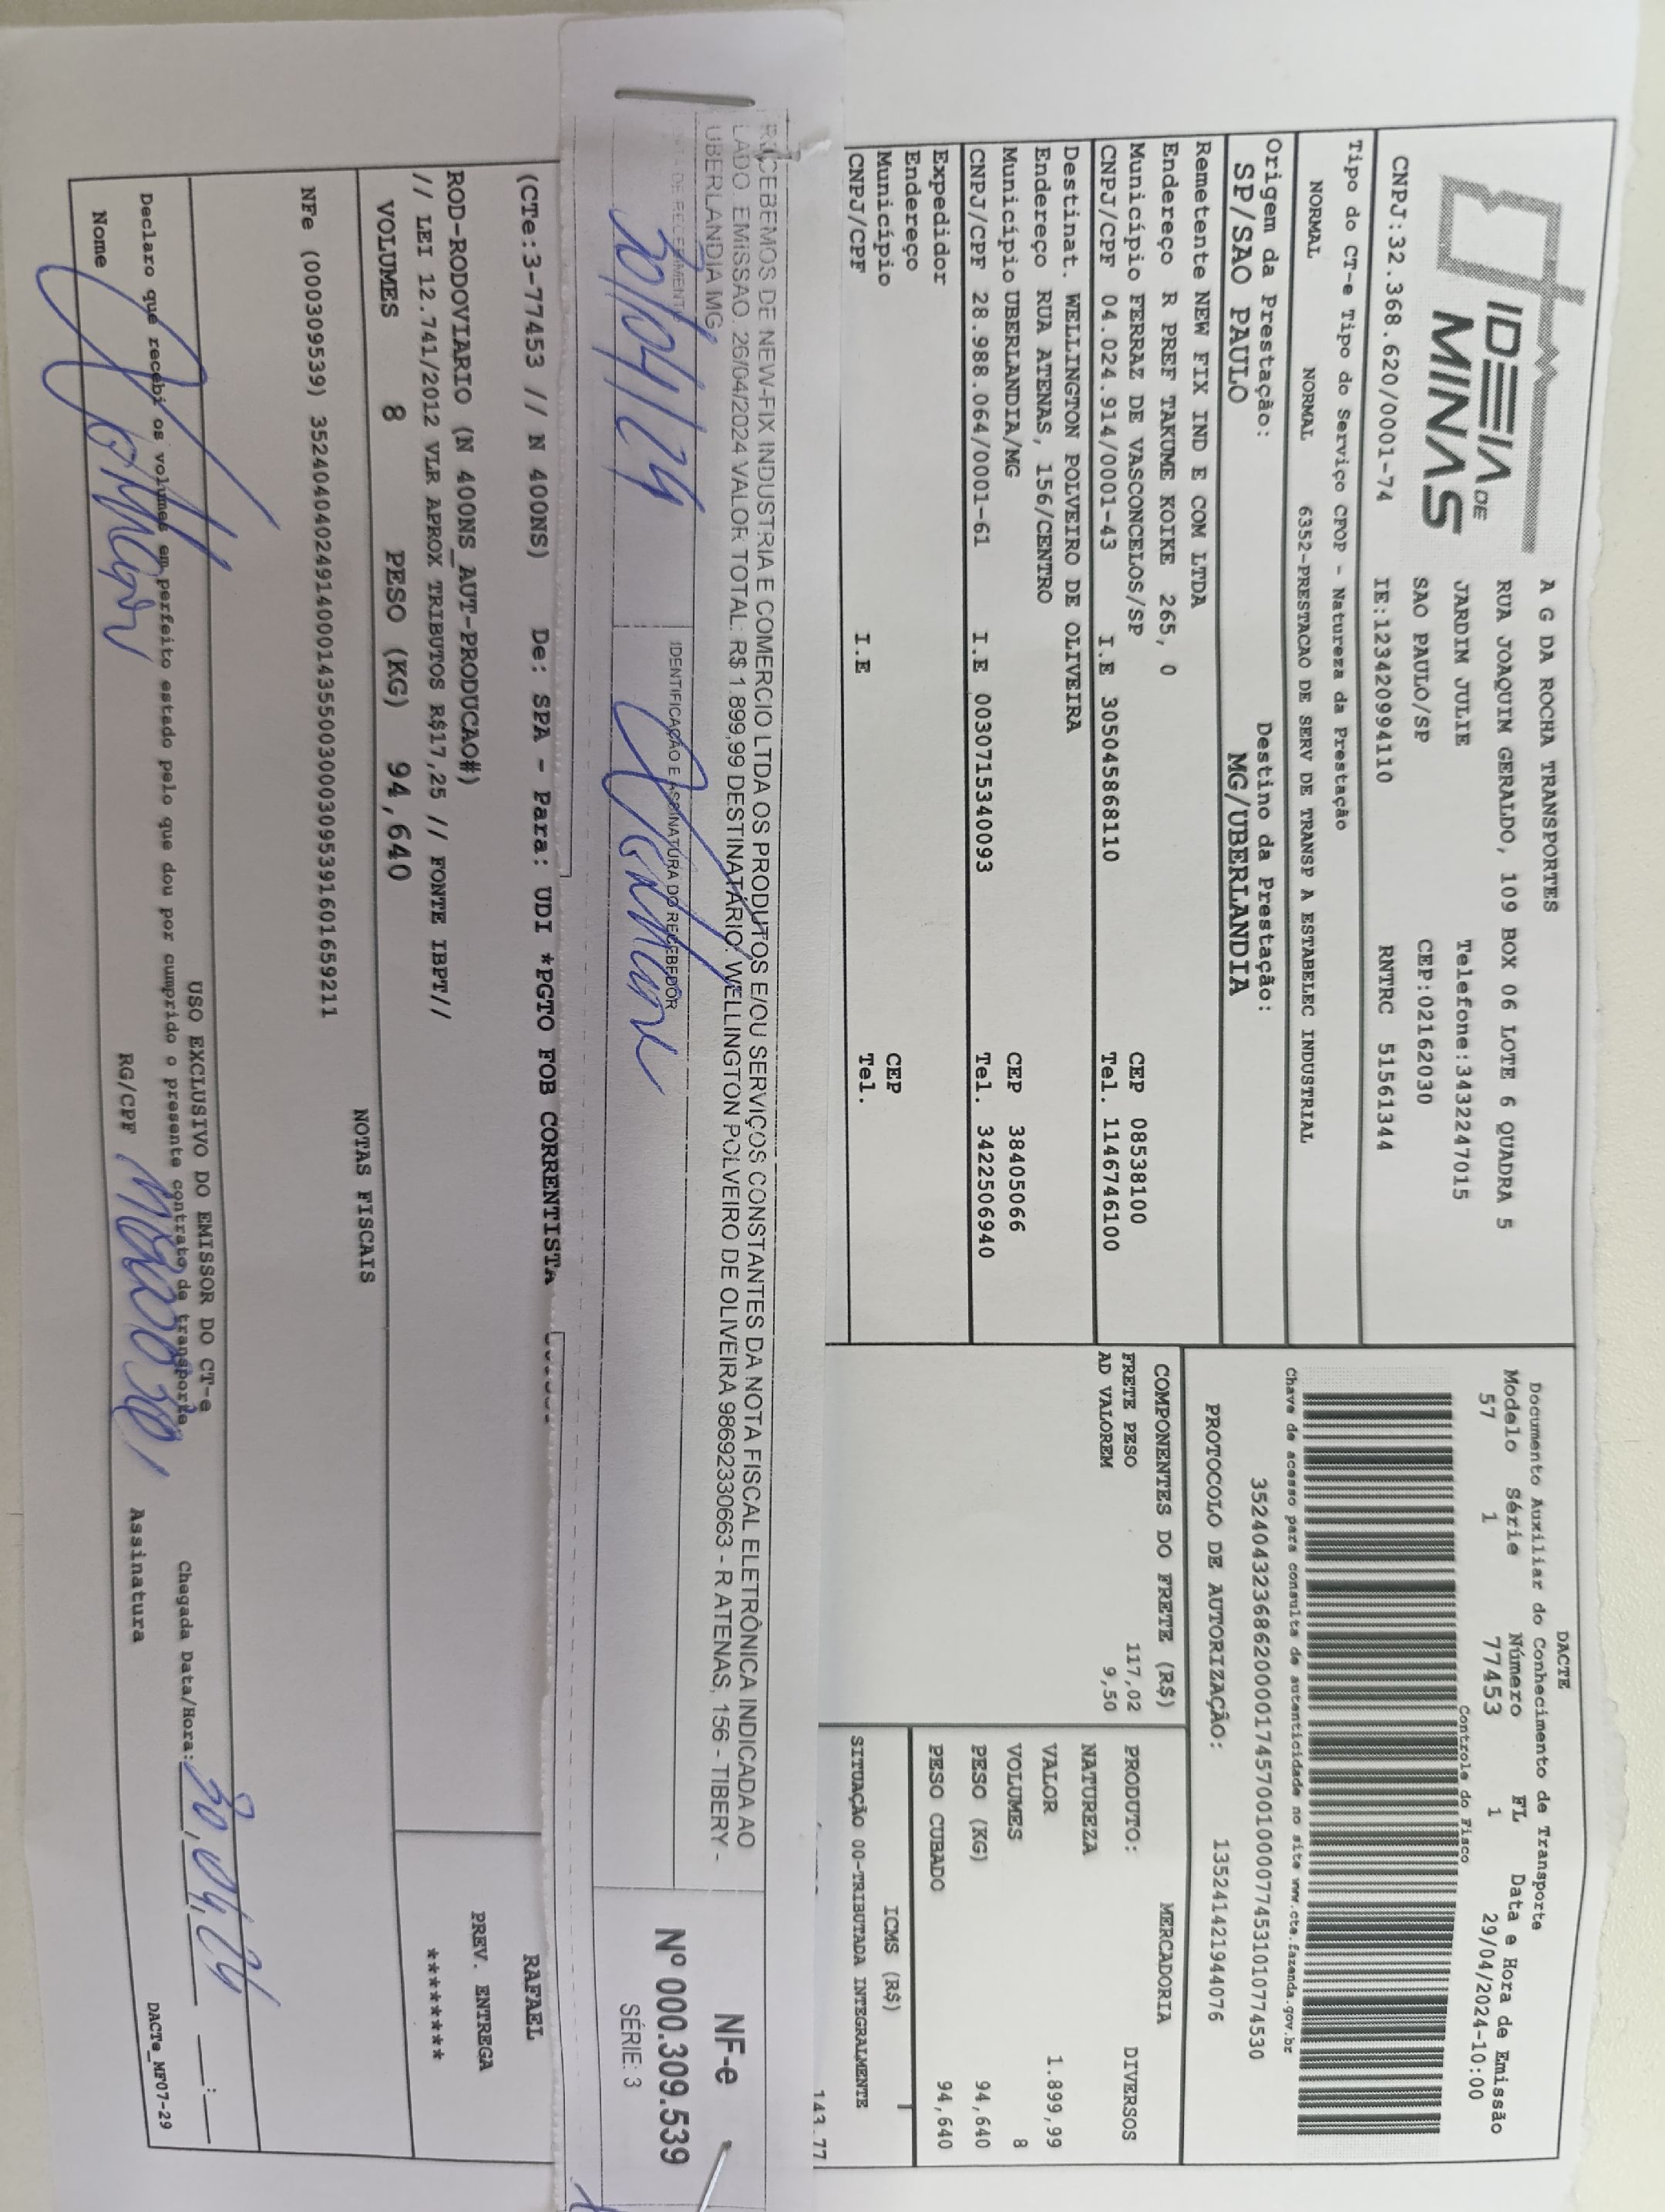 IDEIA DE MINAS
A G DA ROCHA TRANSPORTES
RUA JOAQUIM GERALDO, 109 BOX 06 LOTE 6 QUADRA 5
JARDIM JULIE Telefone:3432247015
SAO PAULO/SP CEP:02162030
CNPJ:32.368.620/0001-74 IE:123420994110 RNTRC 51561344
Tipo do CT-e Tipo do Serviço CFOP - Natureza da Prestação
NORMAL NORMAL 6352-PRESTACAO DE SERV DE TRANSP A ESTABELEC INDUSTRIAL
Origem da Prestação: Destino da Prestação:
SP/SAO PAULO MG/UBERLANDIA
Remetente NEW FIX IND E COM LTDA
Endereço R PREF TAKUME KOIKE 265, 0
Município FERRAZ DE VASCONCELOS/SP CEP 08538100
CNPJ/CPF 04.024.914/0001-43 I.E 305045868110 Tel. 1146746100
Destinat. WELLINGTON POLVEIRO DE OLIVEIRA
Endereço RUA ATENAS, 156/CENTRO
Município UBERLANDIA/MG CEP 38405066
CNPJ/CPF 28.988.064/0001-61 I.E 0030715340093 Tel. 3422506940
Expedidor
Endereço
Município CEP
CNPJ/CPF I.E Tel.
DACTE
Documento Auxiliar do Conhecimento de Transporte
Modelo Série Número FL Data e Hora de Emissão
57 1 77453 1 29/04/2024-10:00
Controle do Fisco
Chave de acesso para consulta de autenticidade no site www.cte.fazenda.gov.br
35240432368620000174570010000774531010774530
PROTOCOLO DE AUTORIZAÇÃO: 135241421944076
COMPONENTES DO FRETE (R$)
FRETE PESO 117,02
AD VALOREM 9,50
MERCADORIA
PRODUTO: DIVERSOS
NATUREZA
VALOR 1.899,99
VOLUMES 8
PESO (KG) 94,640
PESO CUBADO 94,640
ICMS (R$)
SITUAÇÃO 00-TRIBUTADA INTEGRALMENTE
143,77
RECEBEMOS DE NEW-FIX INDUSTRIA E COMERCIO LTDA OS PRODUTOS E/OU SERVIÇOS CONSTANTES DA NOTA FISCAL ELETRÔNICA INDICADA AO
LADO. EMISSÃO: 26/04/2024 VALOR TOTAL: R$ 1.899,99 DESTINATÁRIO: WELLINGTON POLVEIRO DE OLIVEIRA 98692330663 - R ATENAS, 156 - TIBERY -
UBERLANDIA MG
DE RECEBIMENTO IDENTIFICAÇÃO E ASSINATURA DO RECEBEDOR
30/04/24
NF-e
Nº 000.309.539
SÉRIE: 3
(CTe:3-77453 // N 400NS) De: SPA - Para: UDI *PGTO FOB CORRENTISTA
RAFAEL
ROD-RODOVIARIO (N 400NS_AUT-PRODUCAO#)
// LEI 12.741/2012 VLR APROX TRIBUTOS R$17,25 // FONTE IBPT//
PREV. ENTREGA
********
VOLUMES 8 PESO (KG) 94,640
NOTAS FISCAIS
NFe (000309539) 35240404024914000143550030003095391601659211
USO EXCLUSIVO DO EMISSOR DO CT-e
Declaro que recebi os volumes em perfeito estado pelo que dou por cumprido o presente contrato de transporte
Chegada Data/Hora: 30,04,24 __:__
Nome RG/CPF Assinatura
DACTe_MF07-29